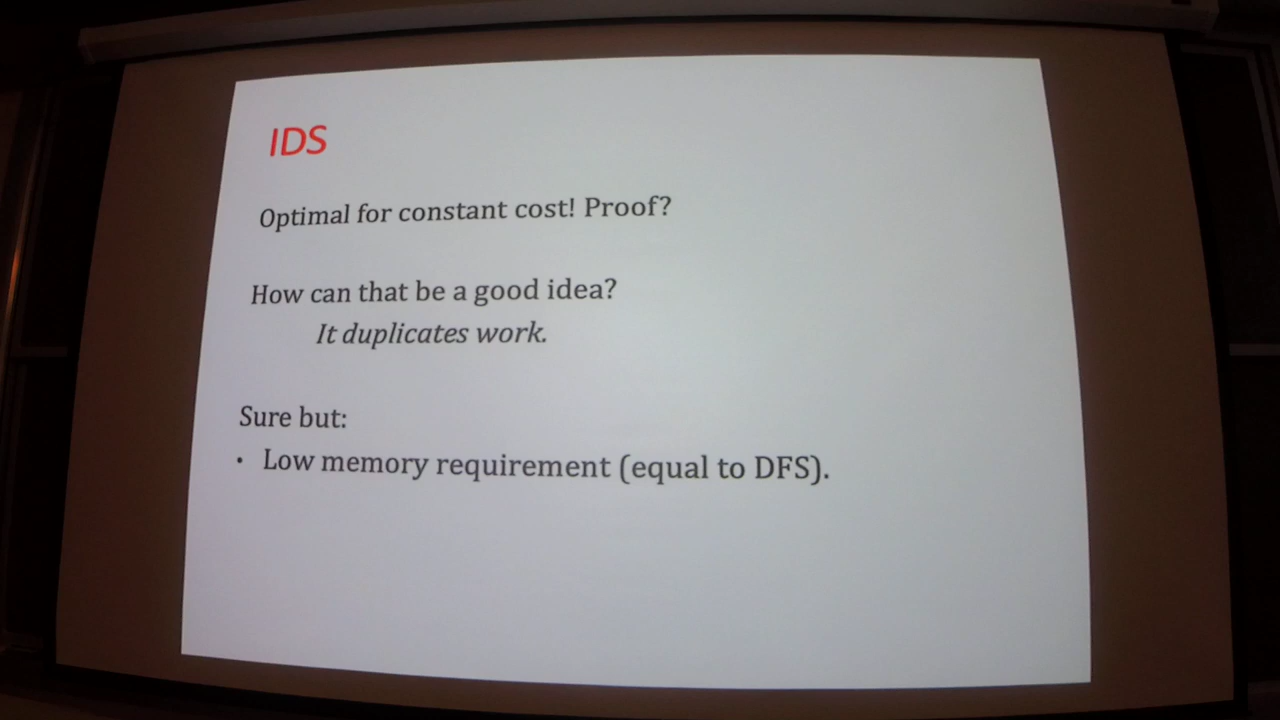 IDS
Optimal for constant cost! Proof?
How can that be a good idea?
It duplicates work.
Sure but:
• Low memory requirement (equal to DFS).